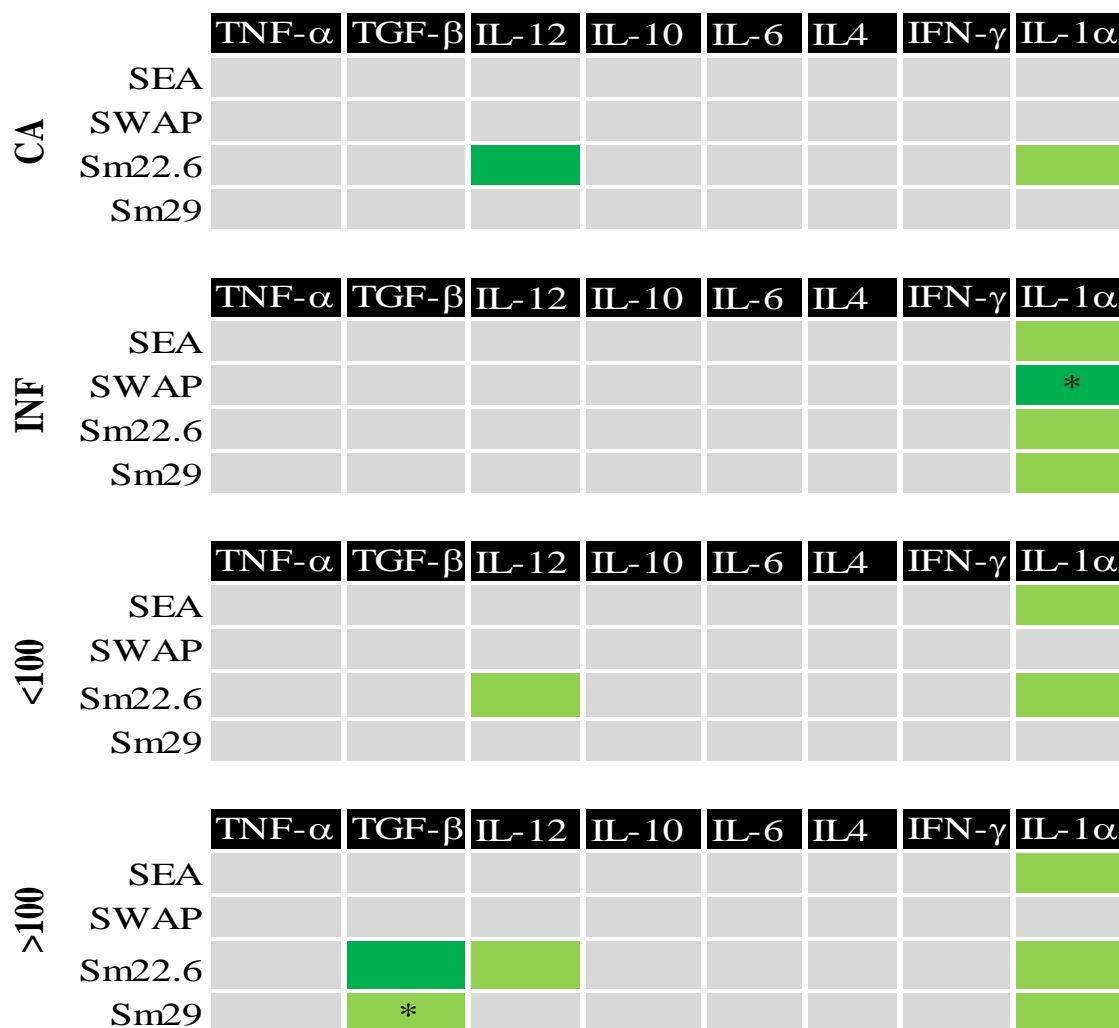 TNF-α TGF-β IL-12 IL-10 IL-6 IL4 IFN-γ IL-1α
CA
SEA
SWAP
Sm22.6
Sm29
TNF-α TGF-β IL-12 IL-10 IL-6 IL4 IFN-γ IL-1α
INF
SEA
SWAP *
Sm22.6
Sm29
TNF-α TGF-β IL-12 IL-10 IL-6 IL4 IFN-γ IL-1α
<100
SEA
SWAP
Sm22.6
Sm29
TNF-α TGF-β IL-12 IL-10 IL-6 IL4 IFN-γ IL-1α
>100
SEA
SWAP
Sm22.6
Sm29 *